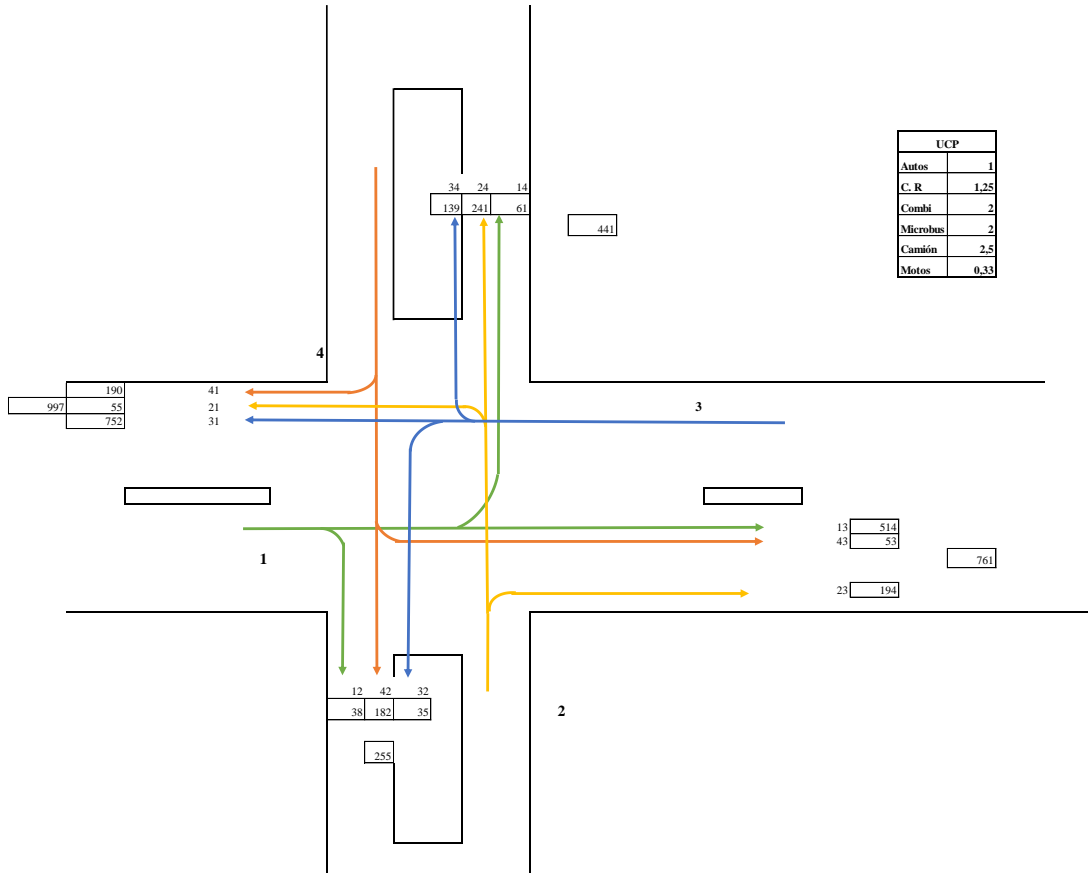 UCP
Autos 1
C. R 1,25
Combi 2
Microbus 2
Camión 2,5
Motos 0,33
34 24 14
139 241 61
441
4
190 41
997 55 21
752 31
3
13 514
43 53
1
761
23 194
12 42 32
38 182 35
2
255